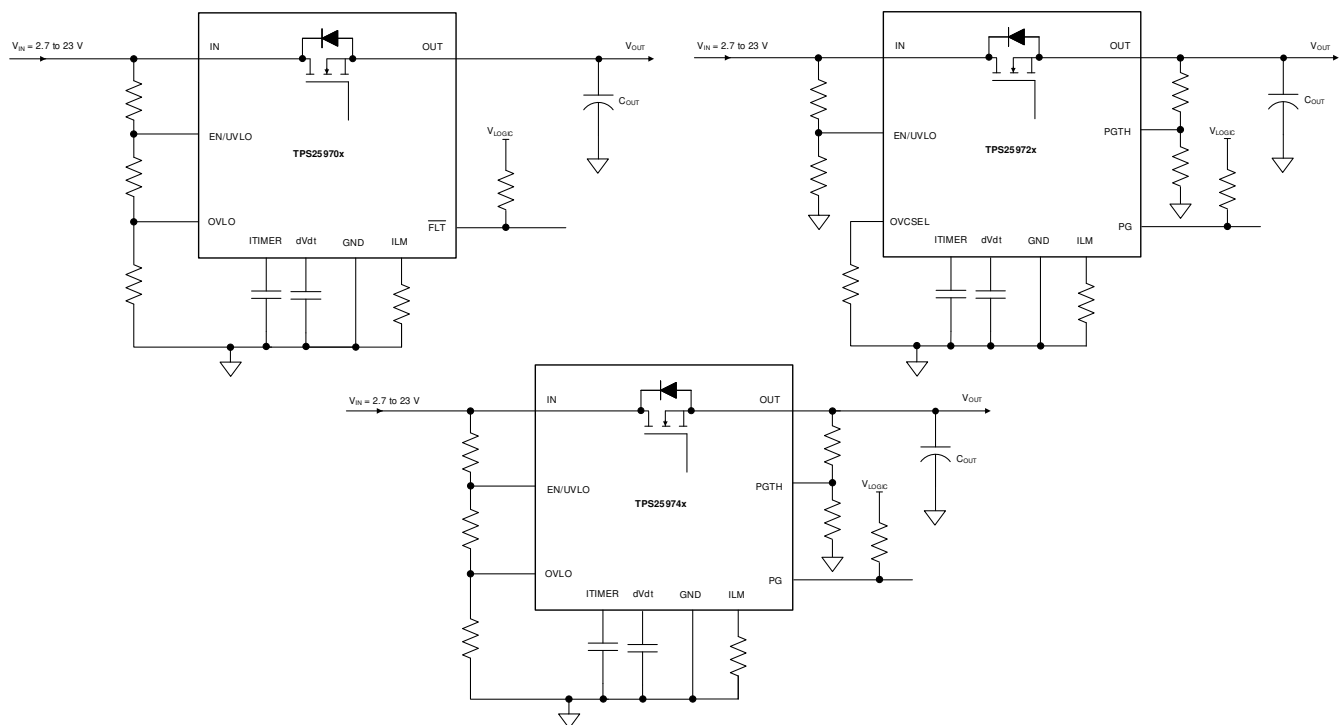 V_IN = 2.7 to 23 V
IN
OUT
V_OUT
C_OUT
EN/UVLO
V_LOGIC
TPS25970x
OVLO
FLT
ITIMER
dVdt
GND
ILM
V_IN = 2.7 to 23 V
IN
OUT
V_OUT
C_OUT
EN/UVLO
PGTH
V_LOGIC
TPS25972x
OVCSEL
PG
ITIMER
dVdt
GND
ILM
V_IN = 2.7 to 23 V
IN
OUT
V_OUT
C_OUT
EN/UVLO
PGTH
V_LOGIC
TPS25974x
OVLO
PG
ITIMER
dVdt
GND
ILM